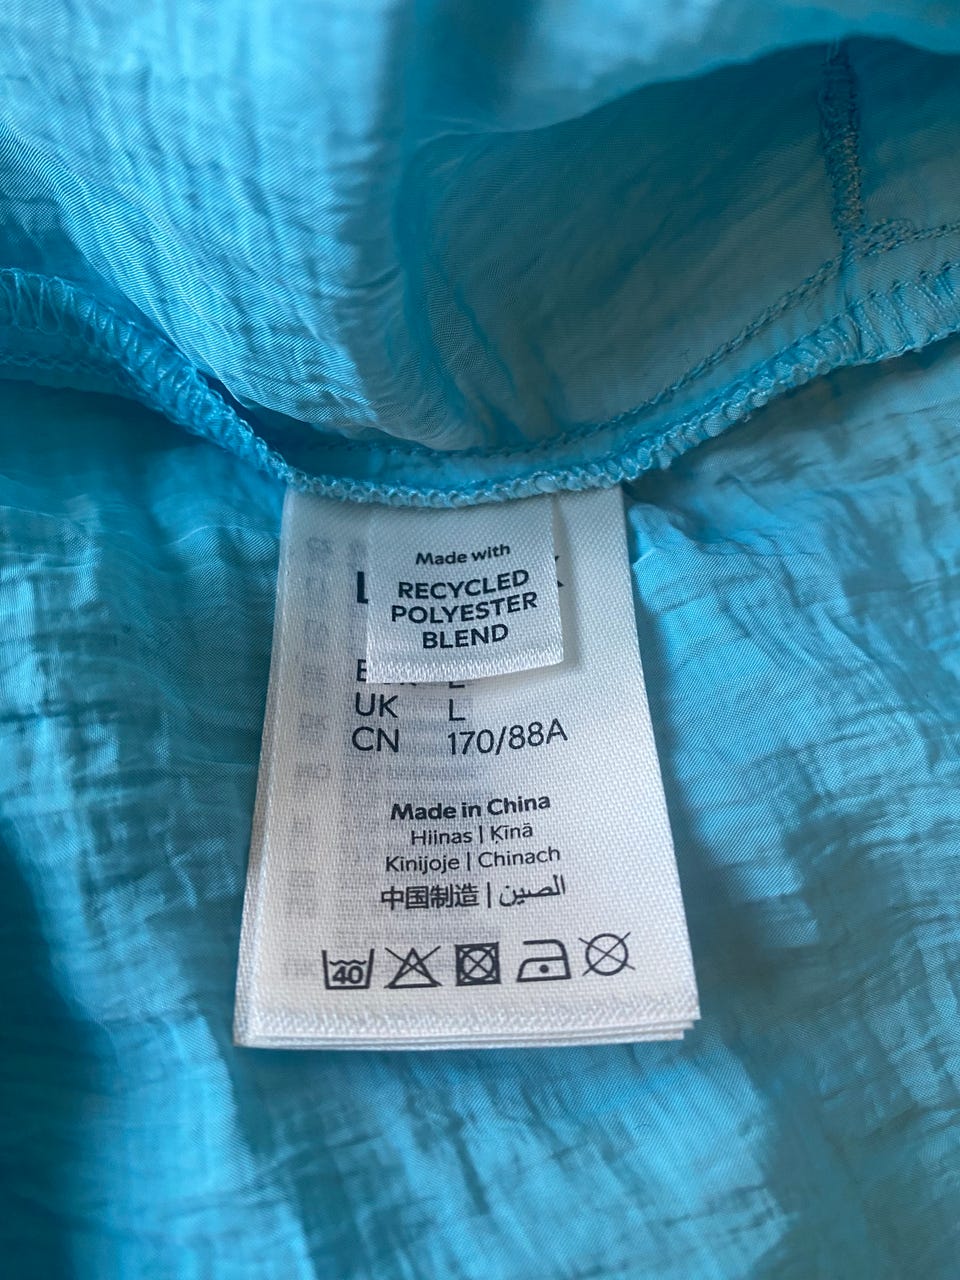 Made with
RECYCLED
POLYESTER
BLEND
UK L
CN 170/88A
Made in China
Hiinas | Ķīnā
Kinijoje | Chinach
中国制造 | الصين
40